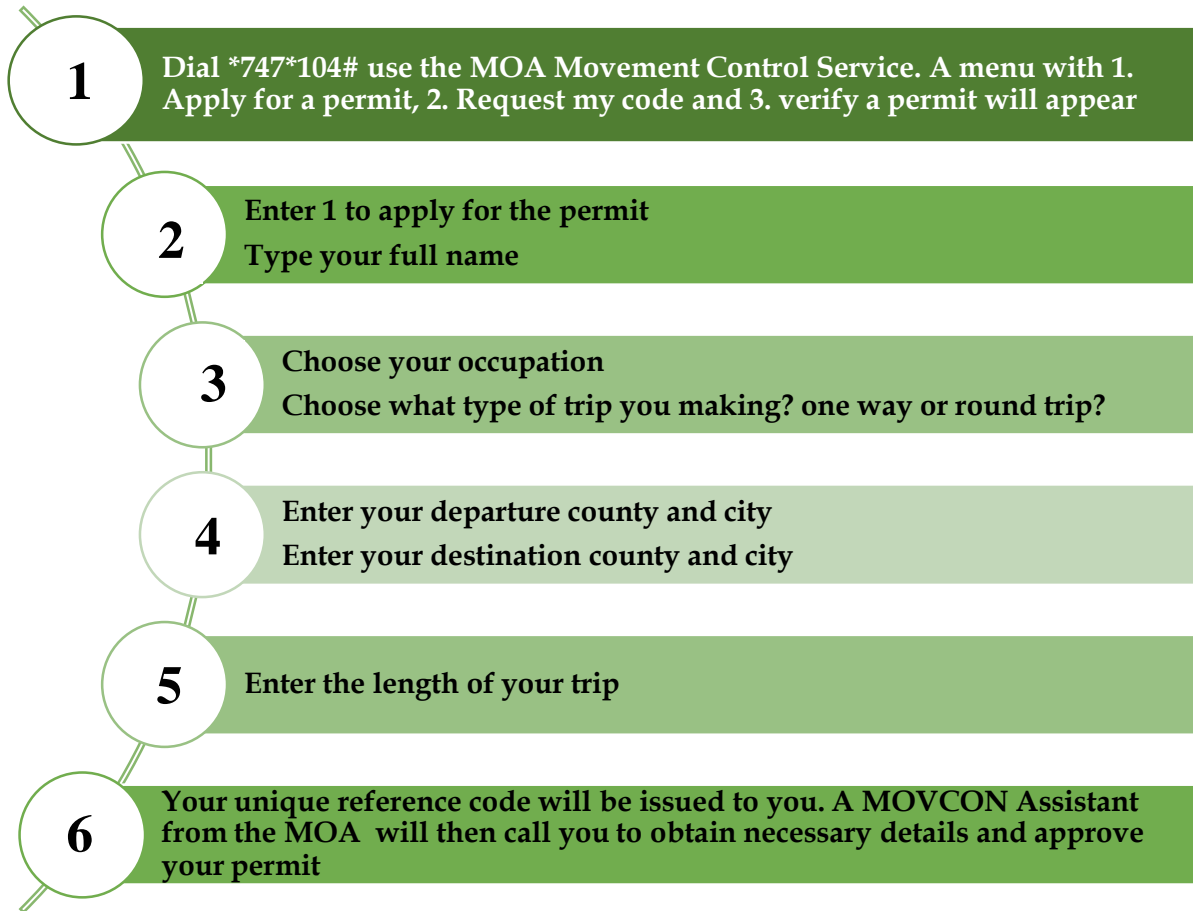 1
Dial *747*104# use the MOA Movement Control Service. A menu with 1.
Apply for a permit, 2. Request my code and 3. verify a permit will appear
2
Enter 1 to apply for the permit
Type your full name
3
Choose your occupation
Choose what type of trip you making? one way or round trip?
4
Enter your departure county and city
Enter your destination county and city
5
Enter the length of your trip
6
Your unique reference code will be issued to you. A MOVCON Assistant
from the MOA will then call you to obtain necessary details and approve
your permit